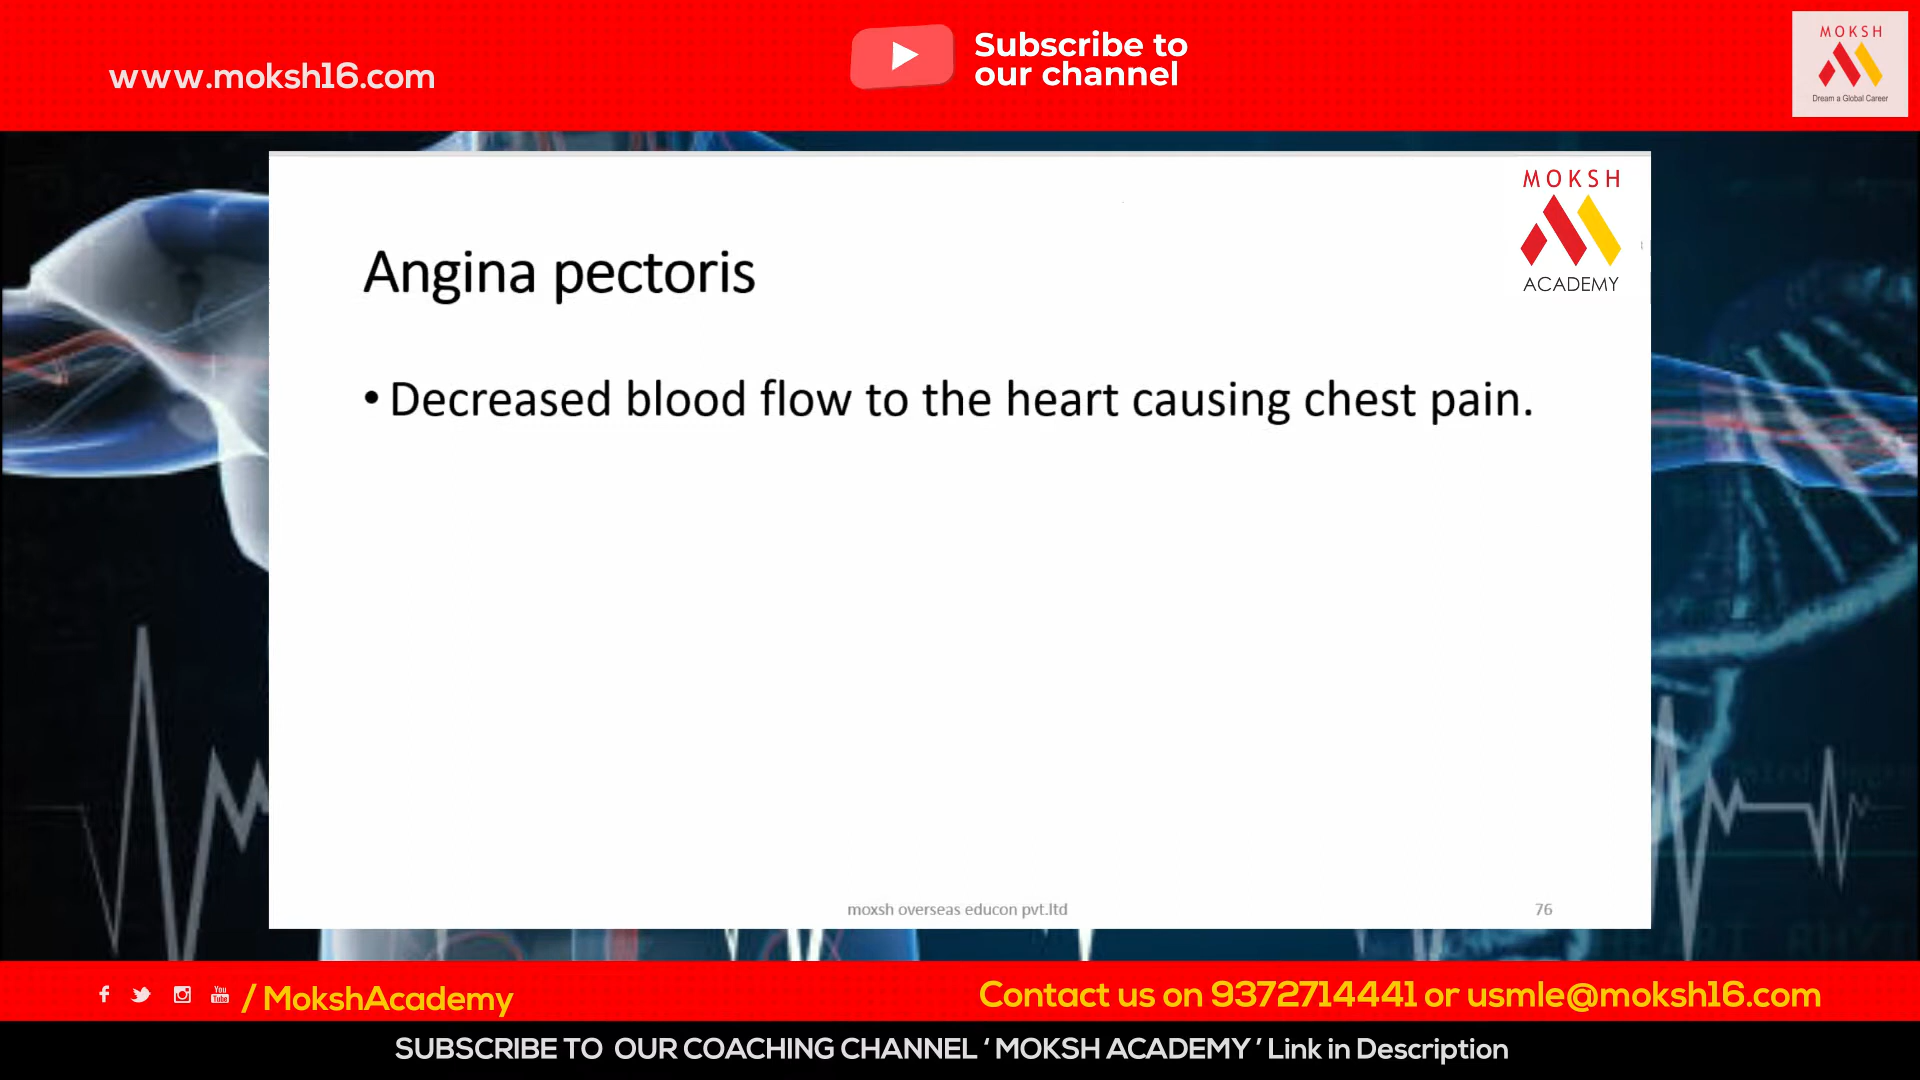 www.moksh16.com
Subscribe to
our channel
MOKSH
Dream a Global Career
MOKSH
ACADEMY
Angina pectoris
• Decreased blood flow to the heart causing chest pain.
moxsh overseas educon pvt.ltd
76
You
Tube
/ MokshAcademy
Contact us on 9372714441 or usmle@moksh16.com
SUBSCRIBE TO OUR COACHING CHANNEL ‘ MOKSH ACADEMY ’ Link in Description